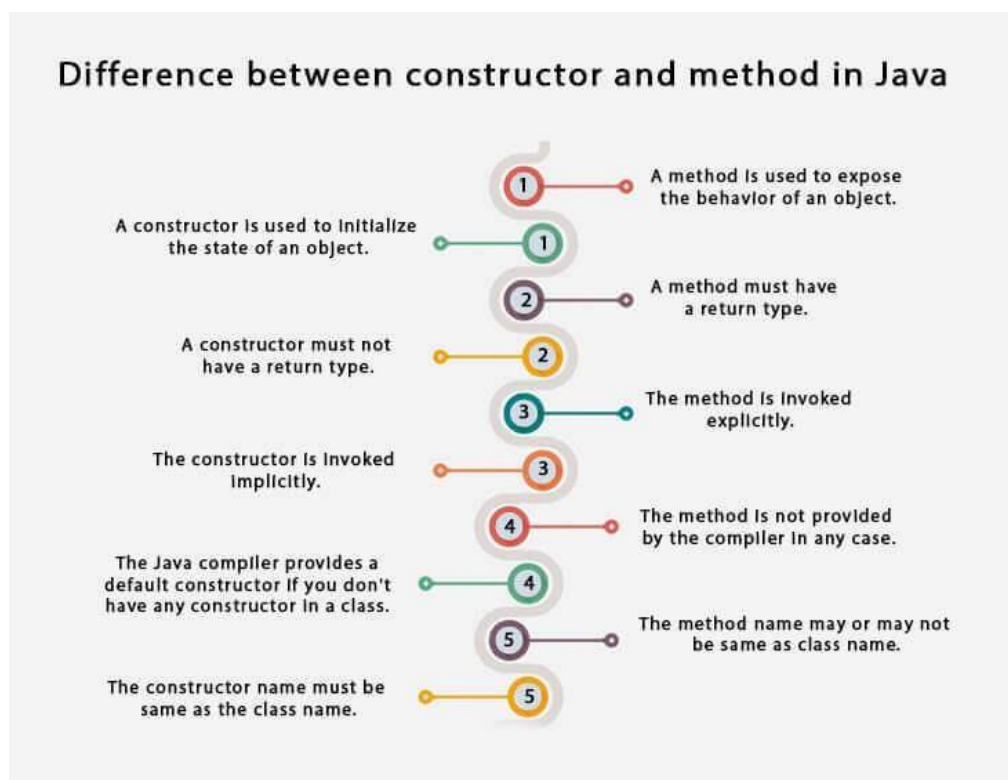 Difference between constructor and method in Java
1
A method is used to expose
the behavior of an object.
A constructor is used to initialize
the state of an object.
1
2
A method must have
a return type.
A constructor must not
have a return type.
2
3
The method is invoked
explicitly.
The constructor is invoked
implicitly.
3
4
The method is not provided
by the compiler in any case.
The Java compiler provides a
default constructor if you don't
have any constructor in a class.
4
5
The method name may or may not
be same as class name.
The constructor name must be
same as the class name.
5